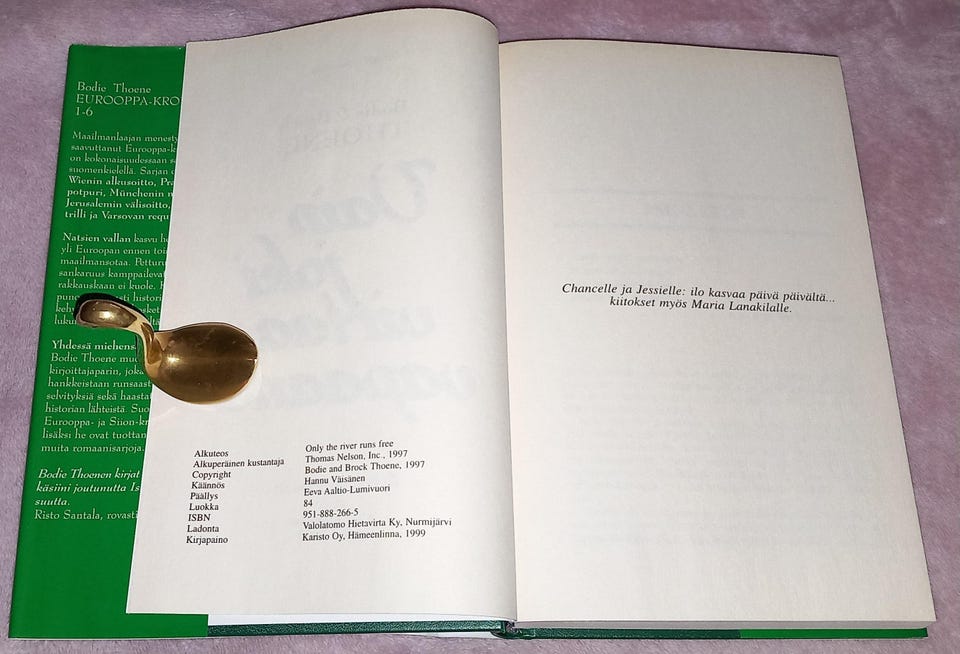 Bodie Thoene
EUROOPPA-KRO
1-6
Maailmanlaajan menesty
saavuttanut Eurooppa-k
on kokonaisuudessaan s
suomenkielellä. Sarjan o
Wienin alkusoitto, Pra
potpuri, Münchenin m
Jerusalemin välisoitto,
trilli ja Varsovan requ
Natsien vallan kasvu
yli Euroopan ennen toi
maailmansotaa. Petturu
sankaruus kamppailevat
rakkauskaan ei kuole.
Yhdessä miehens
Bodie Thoene muo
kirjoittajaparin, joka
hankkeistaan runsaast
selvityksiä sekä haastat
historian lähteistä. Suo
Eurooppa- ja Siion-kr
lisäksi he ovat tuottan
muita romaanisarjoja.
Bodie Thoenen kirjat
käsiini joutunutta Is
suutta.
Risto Santala, rovasti
Alkuteos Only the river runs free
Alkuperäinen kustantaja Thomas Nelson, Inc., 1997
Copyright Bodie and Brock Thoene, 1997
Käännös Hannu Väisänen
Päällys Eeva Aaltio-Lumivuori
Luokka 84
ISBN 951-888-266-5
Ladonta Valolatomo Hietavirta Ky, Nurmijärvi
Kirjapaino Karisto Oy, Hämeenlinna, 1999
Chancelle ja Jessielle: ilo kasvaa päivä päivältä...
kiitokset myös Maria Lanakilalle.